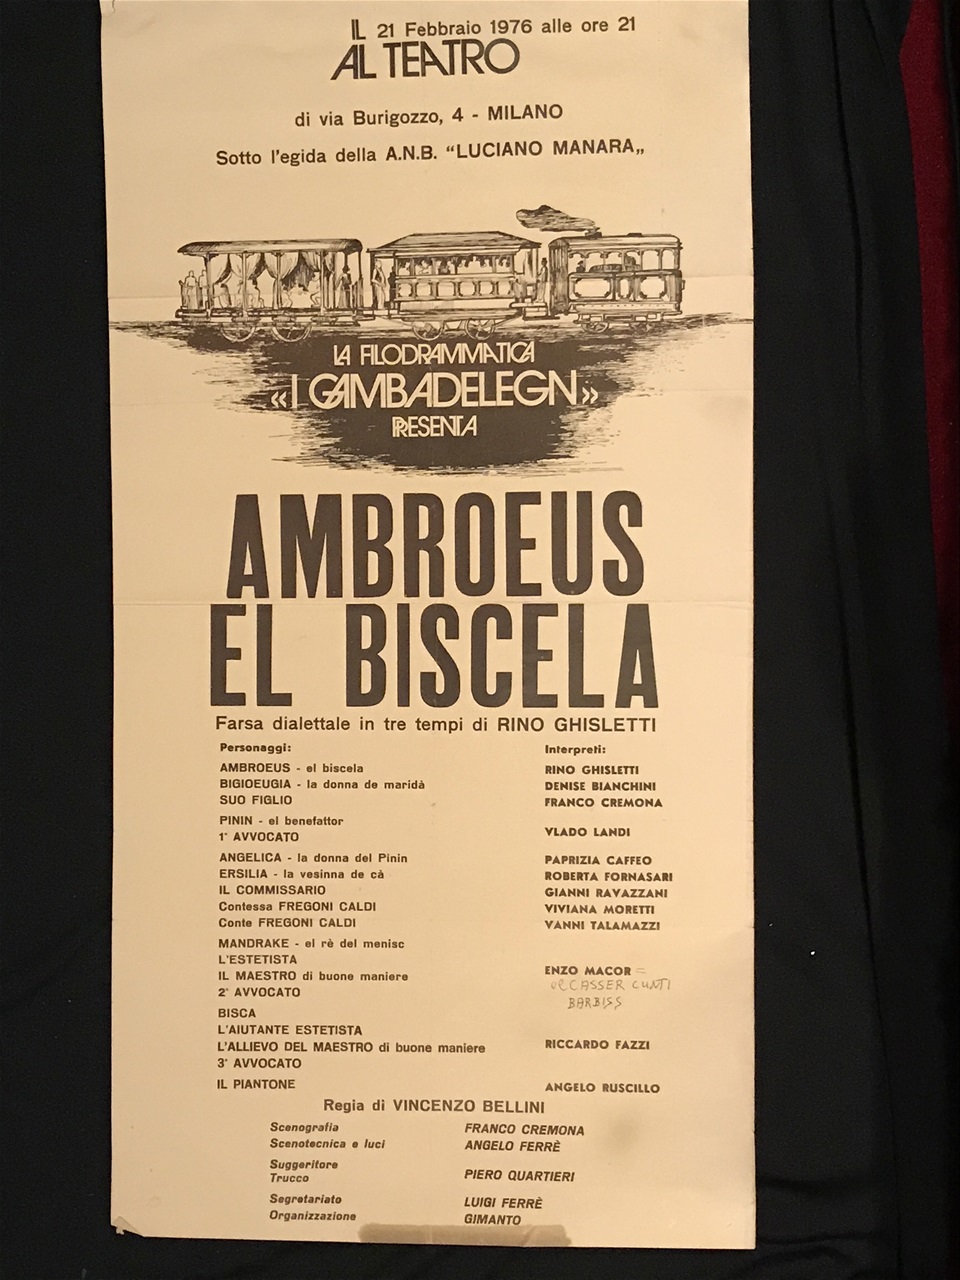 IL 21 Febbraio 1976 alle ore 21
AL TEATRO
di via Burigozzo, 4 - MILANO
Sotto l'egida della A.N.B. "LUCIANO MANARA„
LA FILODRAMMATICA
«I GAMBADELEGN»
PRESENTA
AMBROEUS
EL BISCELA
Farsa dialettale in tre tempi di RINO GHISLETTI
Personaggi: Interpreti:
AMBROEUS - el biscela RINO GHISLETTI
BIGIOEUGIA - la donna de maridà DENISE BIANCHINI
SUO FIGLIO FRANCO CREMONA
PININ - el benefattor
1° AVVOCATO VLADO LANDI
ANGELICA - la donna del Pinin PAPRIZIA CAFFEO
ERSILIA - la vesinna de cà ROBERTA FORNASARI
IL COMMISSARIO GIANNI RAVAZZANI
Contessa FREGONI CALDI VIVIANA MORETTI
Conte FREGONI CALDI VANNI TALAMAZZI
MANDRAKE - el rè del menisc
L'ESTETISTA
IL MAESTRO di buone maniere ENZO MACOR =
el CASSER CUNTI
2° AVVOCATO
BARBISS
BISCA
L'AIUTANTE ESTETISTA
L'ALLIEVO DEL MAESTRO di buone maniere RICCARDO FAZZI
3° AVVOCATO
IL PIANTONE ANGELO RUSCILLO
Regia di VINCENZO BELLINI
Scenografia FRANCO CREMONA
Scenotecnica e luci ANGELO FERRÈ
Suggeritore
Trucco PIERO QUARTIERI
Segretariato LUIGI FERRÈ
Organizzazione GIMANTO